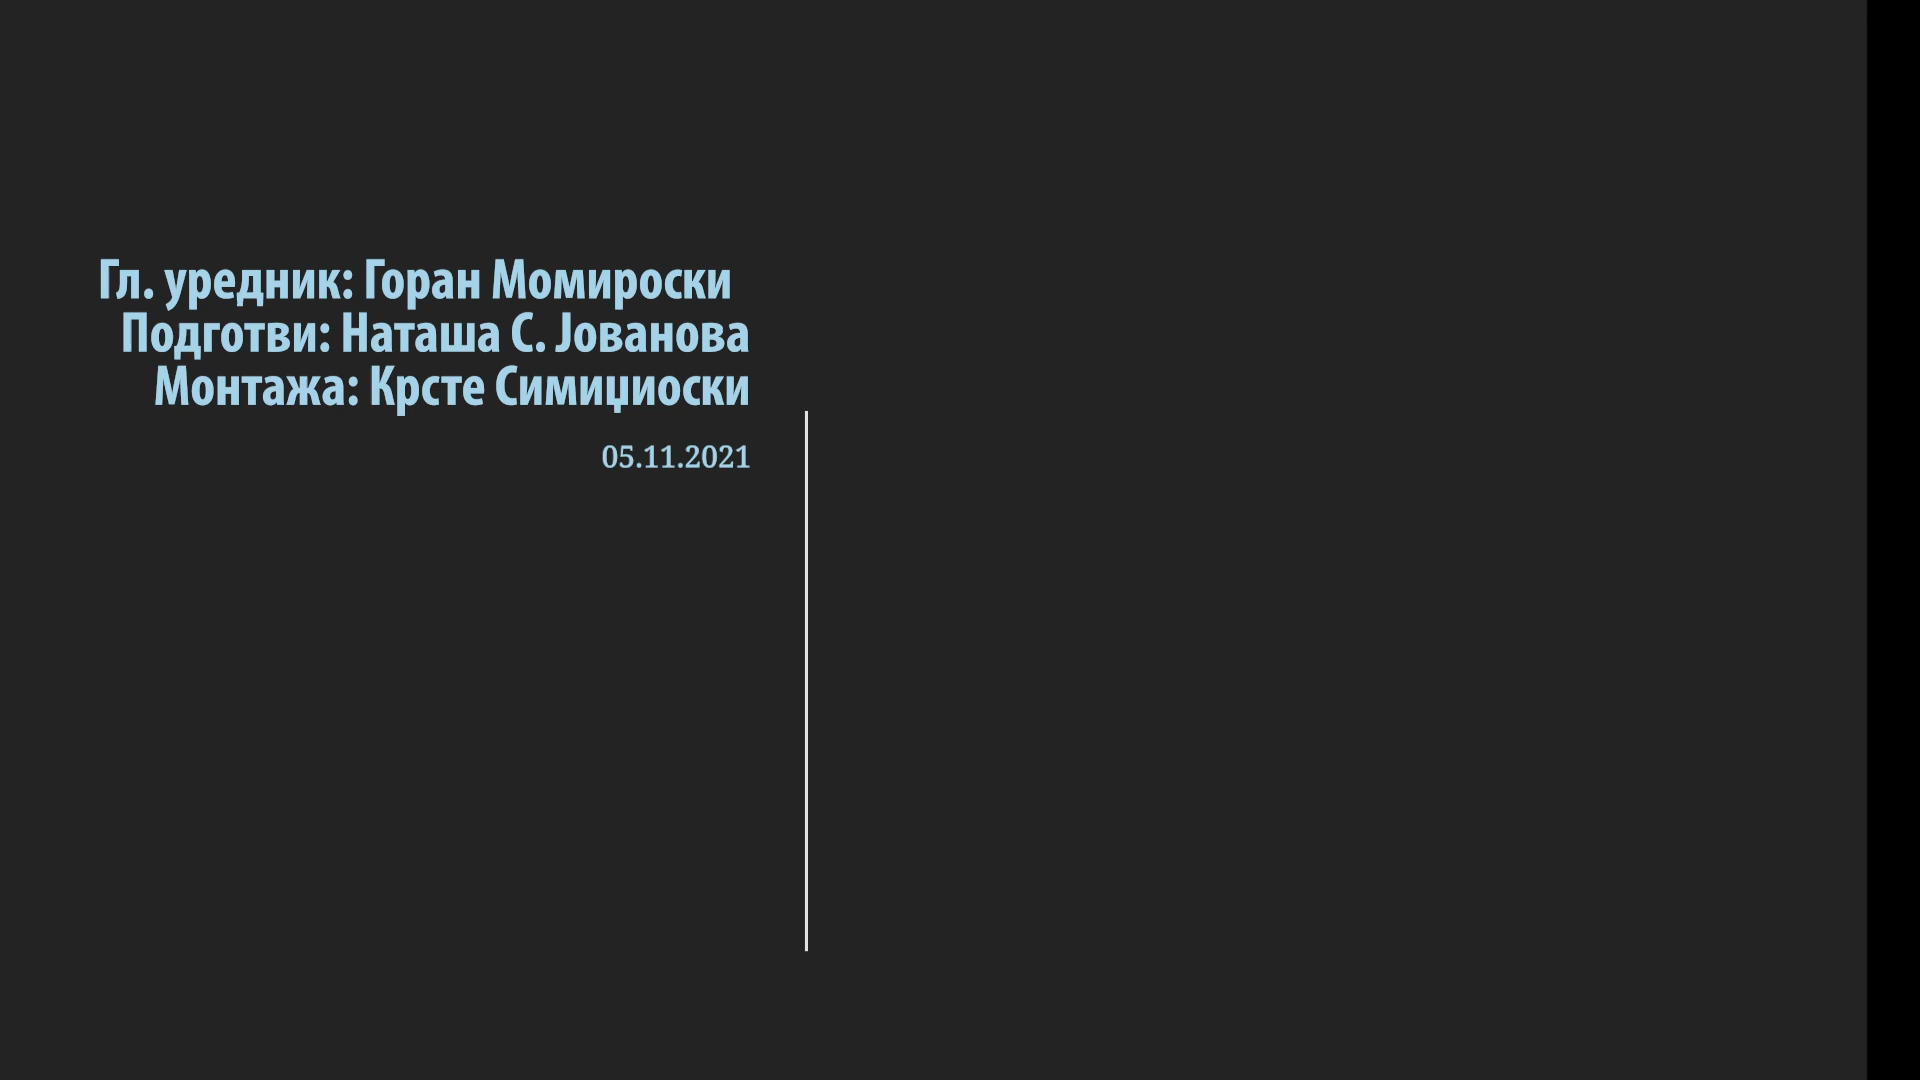 Гл. уредник: Горан Момироски
Подготви: Наташа С. Јованова
Монтажа: Крсте Симиџиоски
05.11.2021